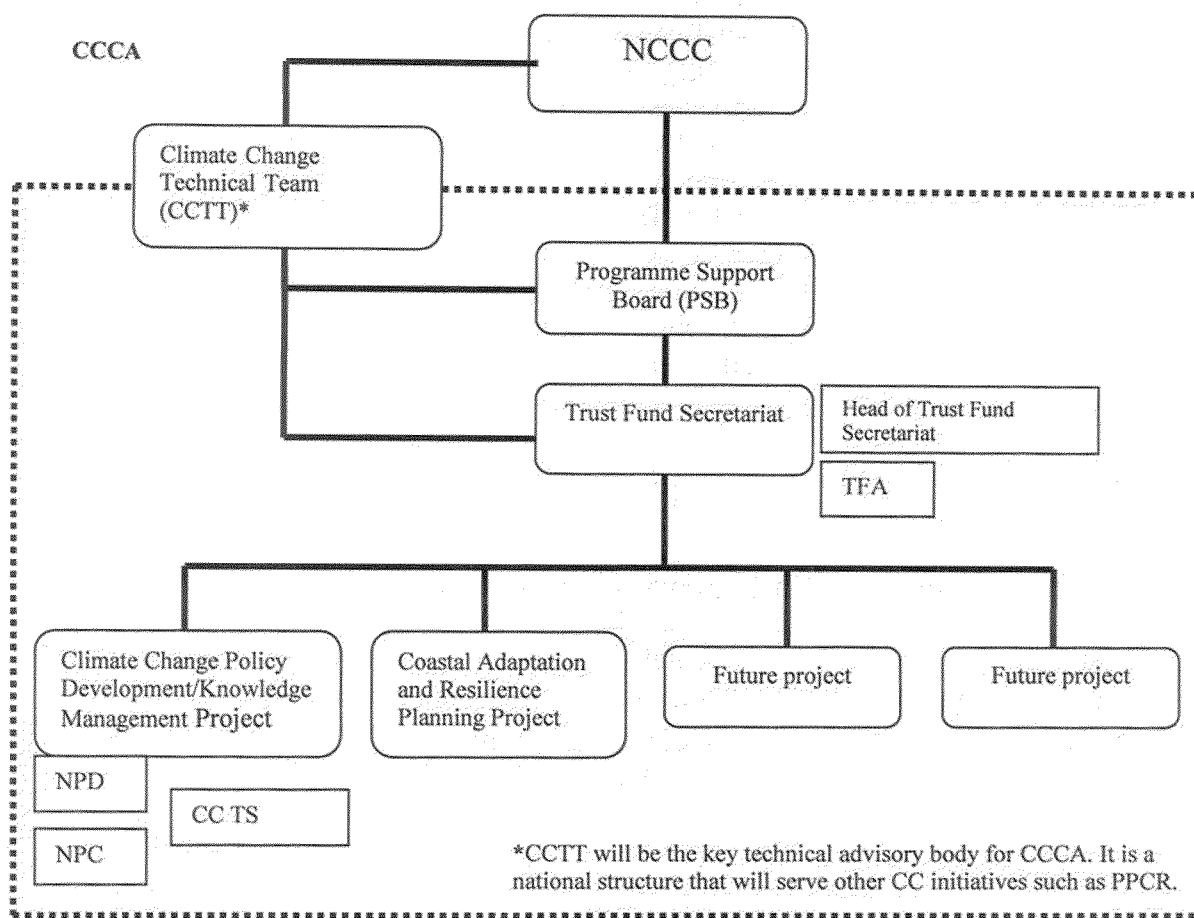 CCCA
NCCC
Climate Change
Technical Team
(CCTT)*
Programme Support
Board (PSB)
Trust Fund Secretariat
Head of Trust Fund
Secretariat
TFA
Climate Change Policy
Development/Knowledge
Management Project
Coastal Adaptation
and Resilience
Planning Project
Future project
Future project
NPD
CC TS
NPC
*CCTT will be the key technical advisory body for CCCA. It is a
national structure that will serve other CC initiatives such as PPCR.